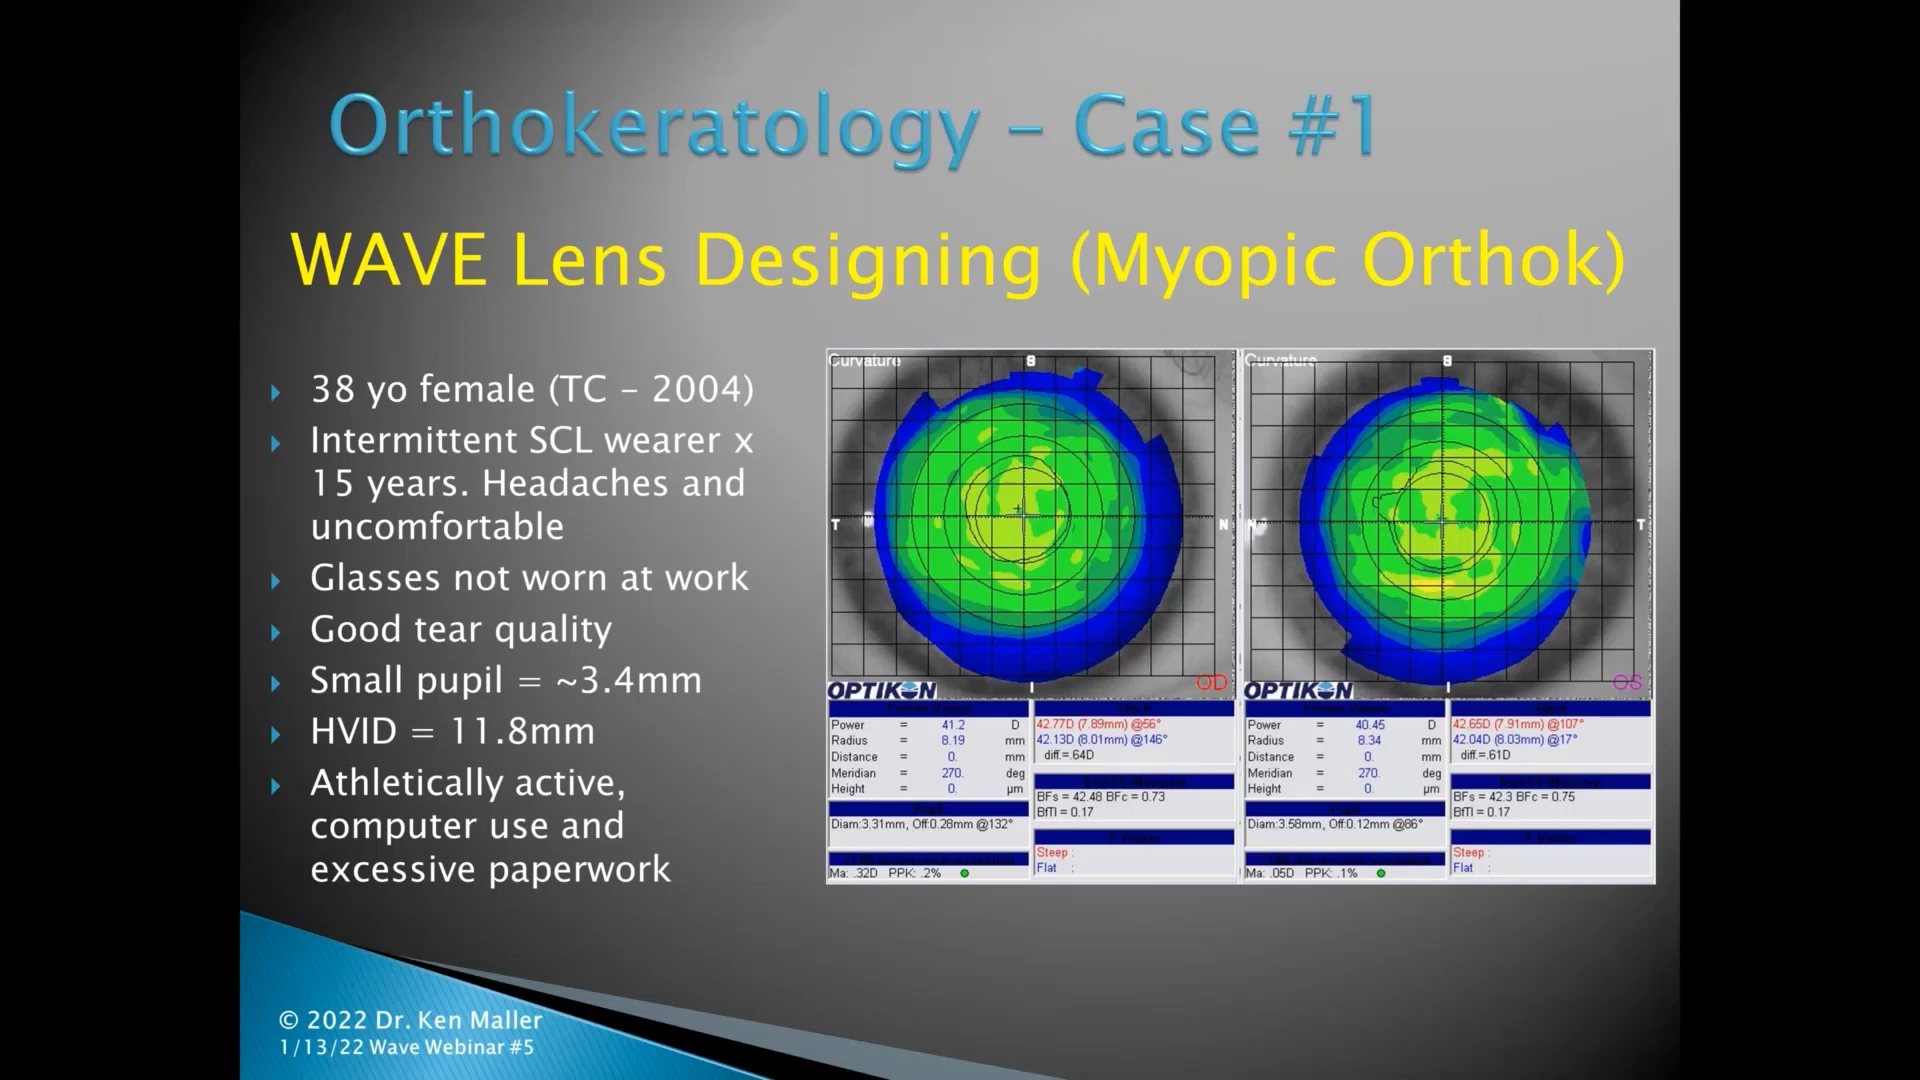 Orthokeratology – Case #1
WAVE Lens Designing (Myopic Orthok)
38 yo female (TC – 2004)
Intermittent SCL wearer x
15 years. Headaches and
uncomfortable
Glasses not worn at work
Good tear quality
Small pupil = ~3.4mm
HVID = 11.8mm
Athletically active,
computer use and
excessive paperwork
Curvature
S
T
N
I
OD
OPTIKON
Power = 41.2 D
Radius = 8.19 mm
Distance = 0. mm
Meridian = 270. deg
Height = 0. µm
Diam:3.31mm, Off:0.28mm @132°
Ma: .32D PPK: .2%
42.77D (7.89mm) @56°
42.13D (8.01mm) @146°
diff.=.64D
BFs = 42.48 BFc = 0.73
BfTI = 0.17
Steep :
Flat :
Curvature
S
N
T
I
OS
OPTIKON
Power = 40.45 D
Radius = 8.34 mm
Distance = 0. mm
Meridian = 270. deg
Height = 0. µm
Diam:3.58mm, Off:0.12mm @86°
Ma: .05D PPK: .1%
42.65D (7.91mm) @107°
42.04D (8.03mm) @17°
diff.=.61D
BFs = 42.3 BFc = 0.75
BfTI = 0.17
Steep :
Flat :
© 2022 Dr. Ken Maller
1/13/22 Wave Webinar #5